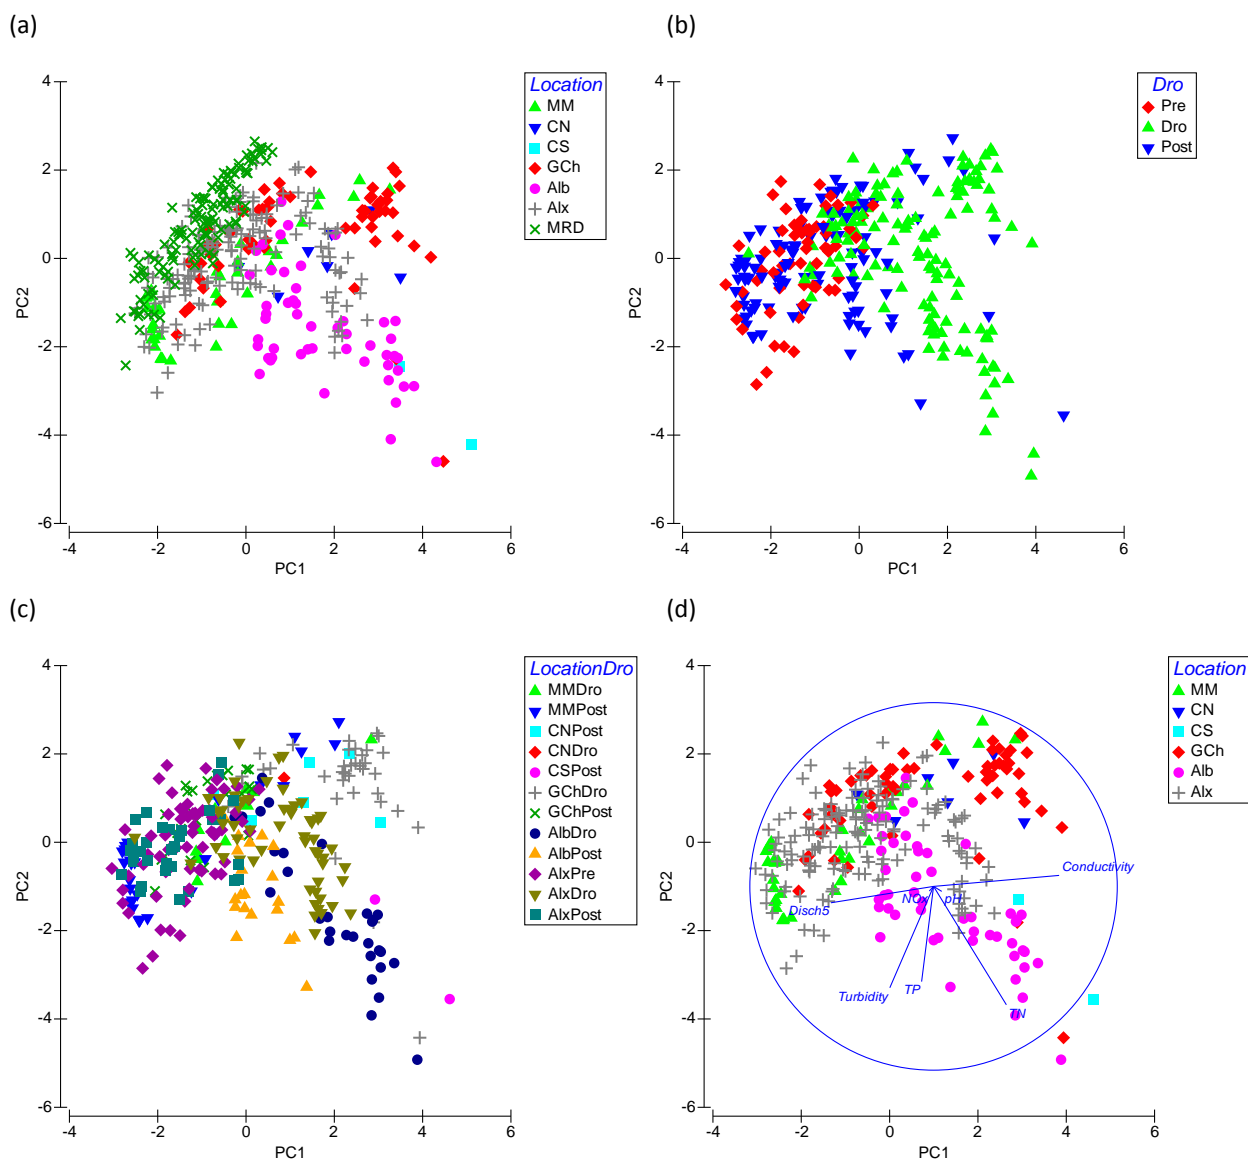 (a)
(b)
Location
MM
CN
CS
GCh
Alb
Alx
MRD
4
2
0
-2
-4
-6
PC2
-4 -2 0 2 4 6
PC1
Dro
Pre
Dro
Post
4
2
0
-2
-4
-6
PC2
-4 -2 0 2 4 6
PC1
(c)
(d)
LocationDro
MMDro
MMPost
CNPost
CNDro
CSPost
GChDro
GChPost
AlbDro
AlbPost
AlxPre
AlxDro
AlxPost
4
2
0
-2
-4
-6
PC2
-4 -2 0 2 4 6
PC1
Location
MM
CN
CS
GCh
Alb
Alx
4
2
0
-2
-4
-6
PC2
Conductivity
Disch5
NOx
pH
Turbidity
TP
TN
-4 -2 0 2 4 6
PC1